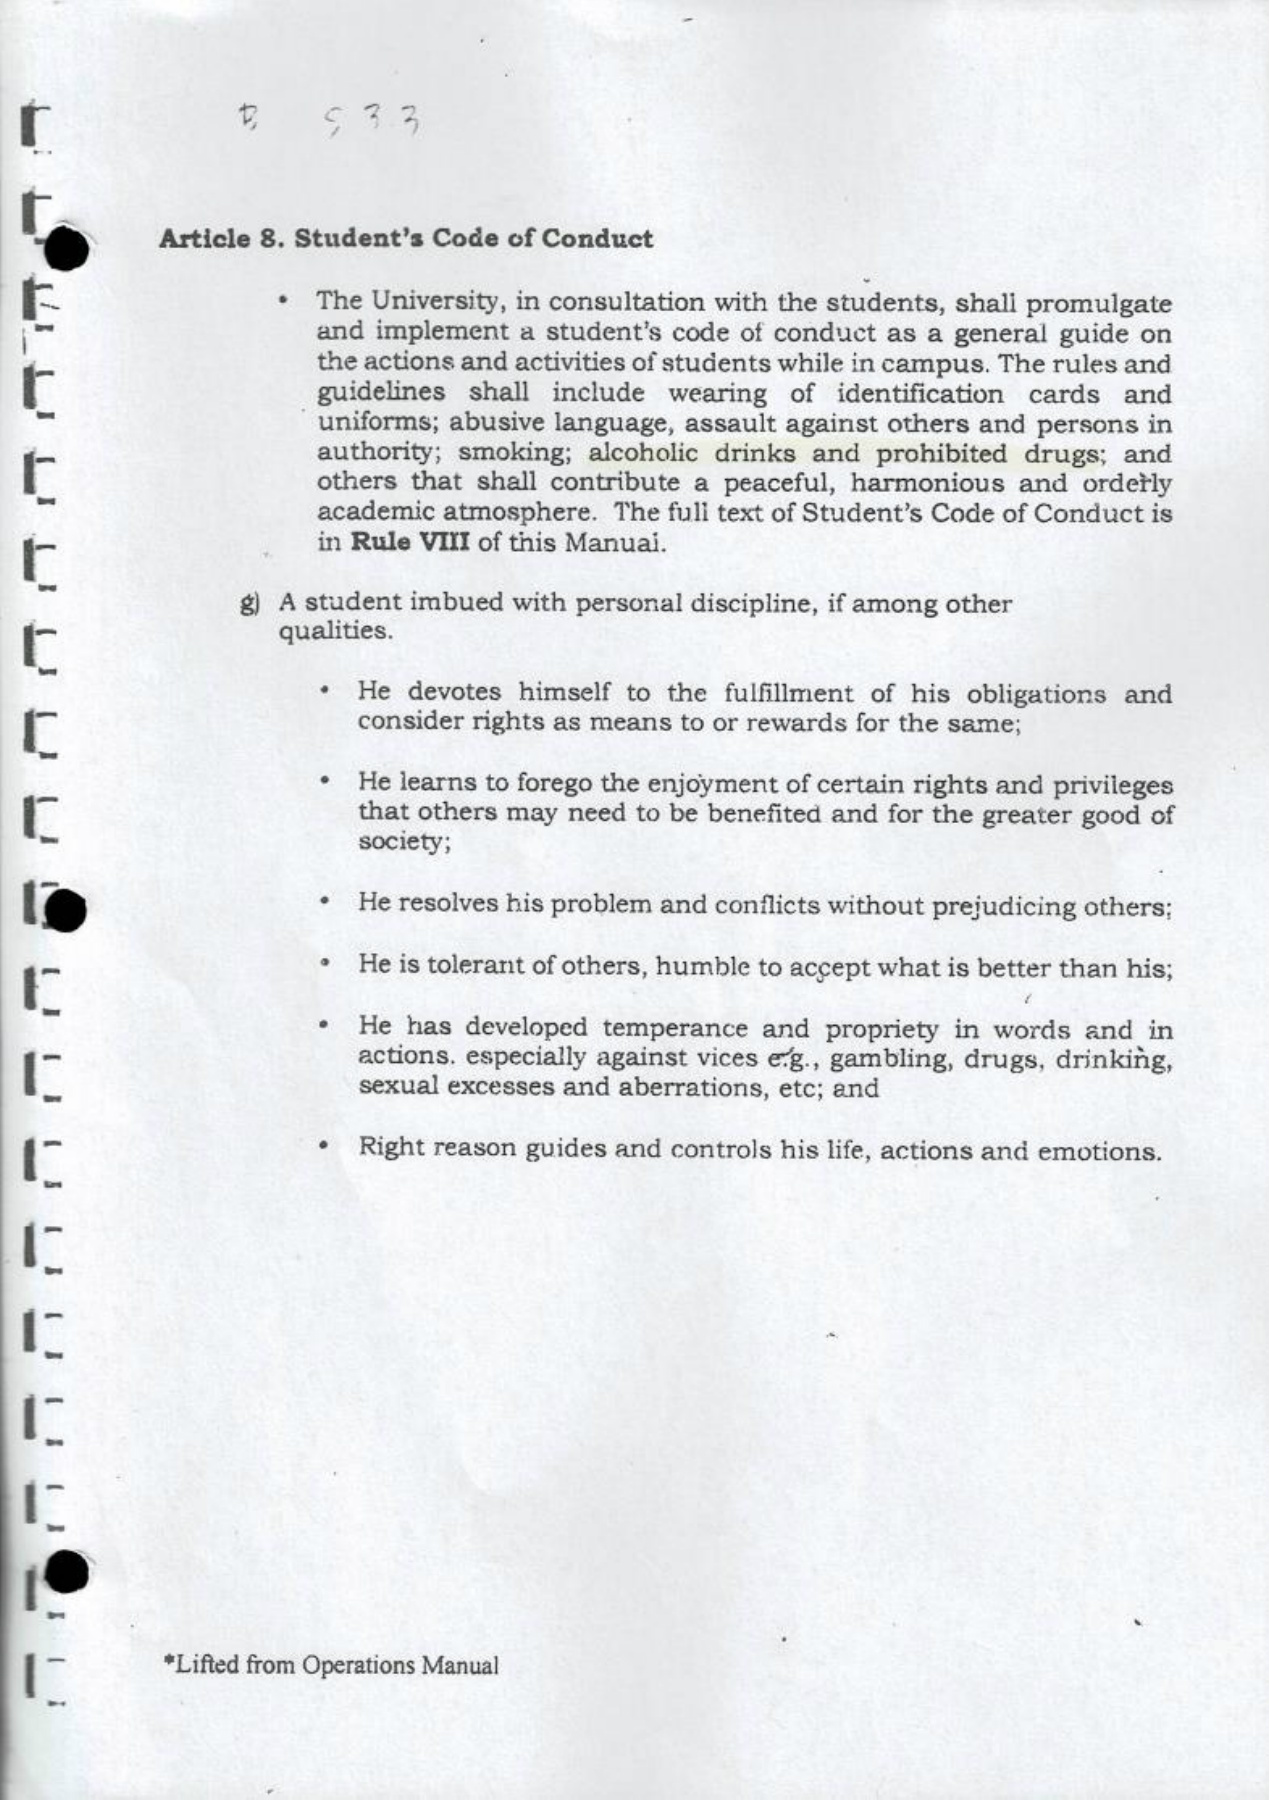 Article 8. Student's Code of Conduct
• The University, in consultation with the students, shall promulgate
and implement a student's code of conduct as a general guide on
the actions and activities of students while in campus. The rules and
guidelines shall include wearing of identification cards and
uniforms; abusive language, assault against others and persons in
authority; smoking; alcoholic drinks and prohibited drugs; and
others that shall contribute a peaceful, harmonious and orderly
academic atmosphere. The full text of Student's Code of Conduct is
in Rule VIII of this Manual.
g) A student imbued with personal discipline, if among other
qualities.
• He devotes himself to the fulfillment of his obligations and
consider rights as means to or rewards for the same;
• He learns to forego the enjoyment of certain rights and privileges
that others may need to be benefited and for the greater good of
society;
• He resolves his problem and conflicts without prejudicing others;
• He is tolerant of others, humble to accept what is better than his;
• He has developed temperance and propriety in words and in
actions. especially against vices e.g., gambling, drugs, drinking,
sexual excesses and aberrations, etc; and
• Right reason guides and controls his life, actions and emotions.
*Lifted from Operations Manual